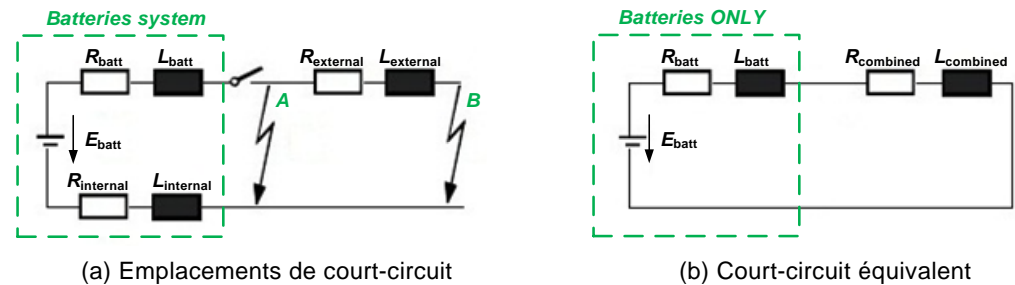 Batteries system
Batteries ONLY
Rbatt Lbatt
Rexternal Lexternal
A
B
Ebatt
Rinternal Linternal
Rbatt Lbatt
Rcombined Lcombined
Ebatt
(a) Emplacements de court-circuit
(b) Court-circuit équivalent